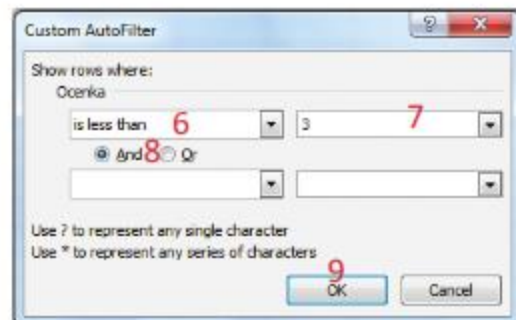 Custom AutoFilter
?
Show rows where:
Ocenka
is less than 6 3 7
And 8 Or
Use ? to represent any single character
Use * to represent any series of characters
9
OK Cancel